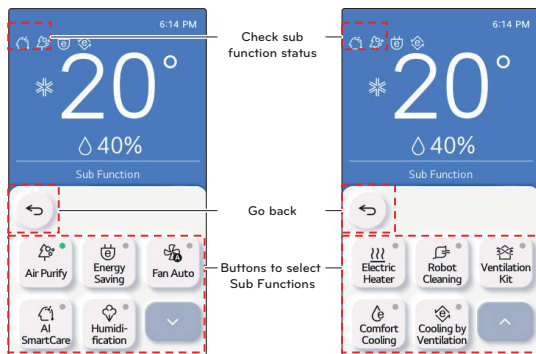 6:14 PM
20°
40%
Sub Function
Air Purify
Energy
Saving
Fan Auto
AI
SmartCare
Humidi-
fication
Check sub
function status
Go back
Buttons to select
Sub Functions
6:14 PM
20°
40%
Sub Function
Electric
Heater
Robot
Cleaning
Ventilation
Kit
Comfort
Cooling
Cooling by
Ventilation